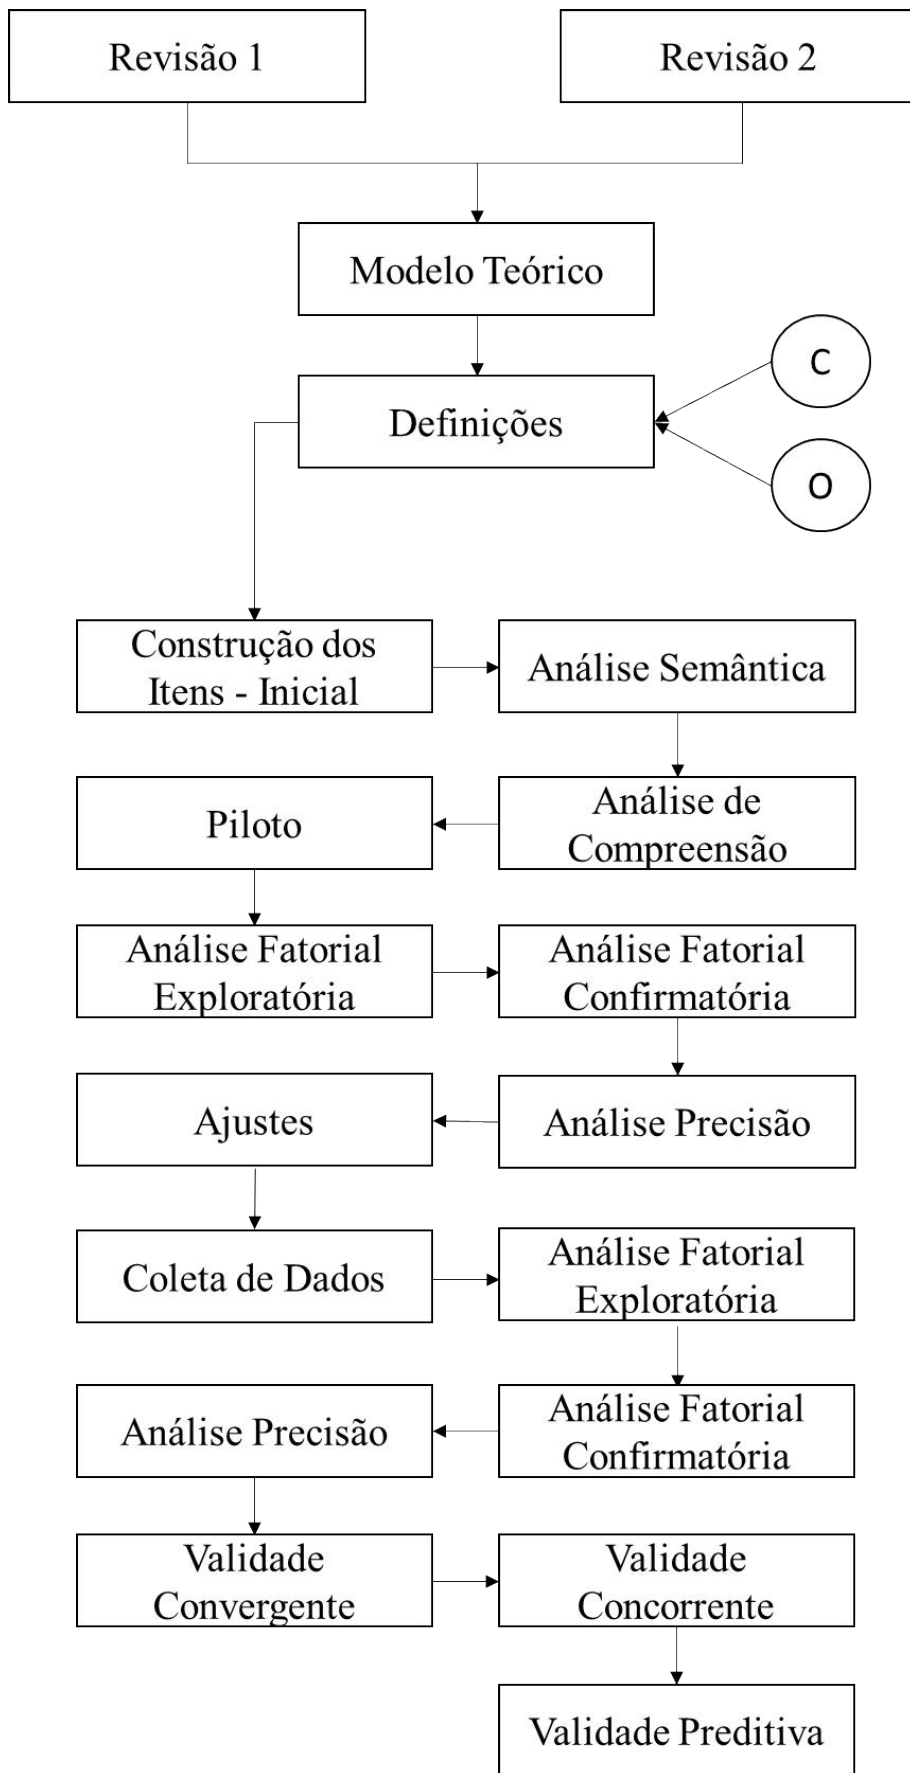 Revisão 1
Revisão 2
Modelo Teórico
C
Definições
O
Construção dos
Itens - Inicial
Análise Semântica
Análise de
Compreensão
Piloto
Análise Fatorial
Exploratória
Análise Fatorial
Confirmatória
Análise Precisão
Ajustes
Coleta de Dados
Análise Fatorial
Exploratória
Análise Fatorial
Confirmatória
Análise Precisão
Validade
Convergente
Validade
Concorrente
Validade Preditiva